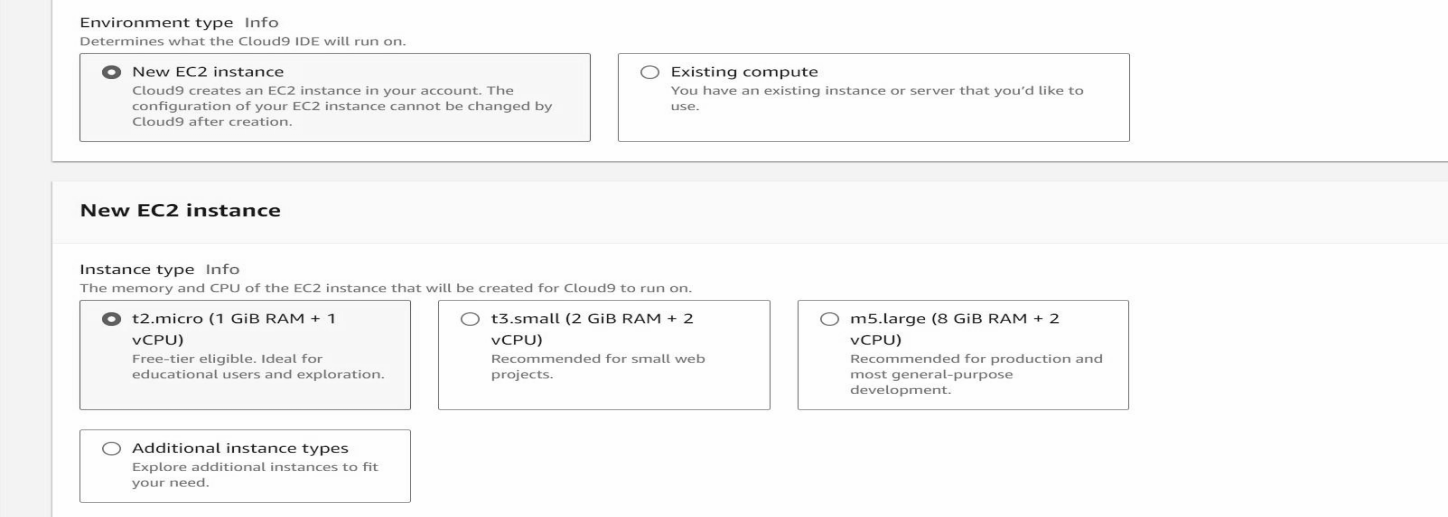 Environment type Info
Determines what the Cloud9 IDE will run on.
New EC2 instance
Cloud9 creates an EC2 instance in your account. The
configuration of your EC2 instance cannot be changed by
Cloud9 after creation.
Existing compute
You have an existing instance or server that you'd like to
use.
New EC2 instance
Instance type Info
The memory and CPU of the EC2 instance that will be created for Cloud9 to run on.
t2.micro (1 GiB RAM + 1
vCPU)
Free-tier eligible. Ideal for
educational users and exploration.
t3.small (2 GiB RAM + 2
vCPU)
Recommended for small web
projects.
m5.large (8 GiB RAM + 2
vCPU)
Recommended for production and
most general-purpose
development.
Additional instance types
Explore additional instances to fit
your need.